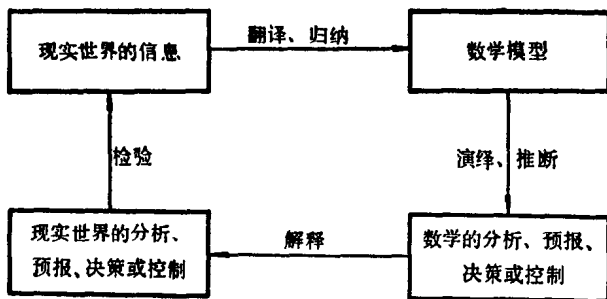 现实世界的信息
翻译、归纳
数学模型
检验
演绎、推断
现实世界的分析、
预报、决策或控制
解释
数学的分析、预报、
决策或控制